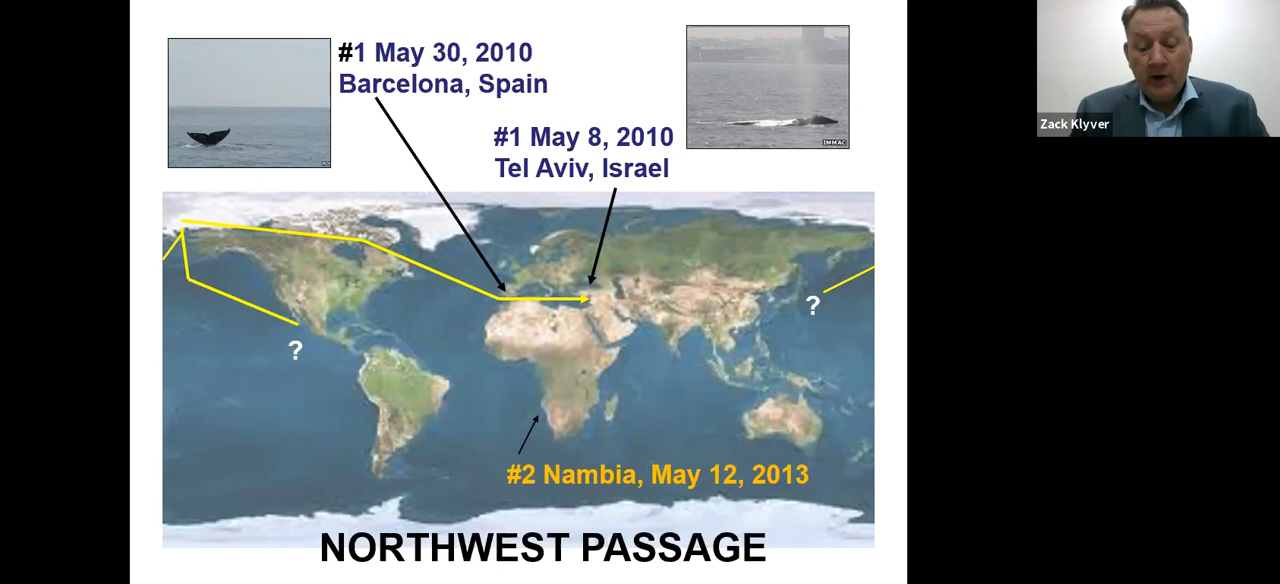 #1 May 30, 2010
Barcelona, Spain
#1 May 8, 2010
Tel Aviv, Israel
IMMAC
Zack Klyver
?
?
#2 Nambia, May 12, 2013
NORTHWEST PASSAGE